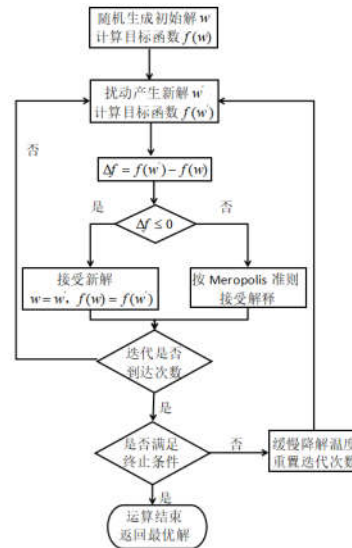 随机生成初始解 w
计算目标函数 f(w)
扰动产生新解 w'
计算目标函数 f(w')
否
Δf = f(w') − f(w)
是
否
Δf ≤ 0
接受新解
w = w', f(w) = f(w')
按 Meropolis 准则
接受解释
迭代是否
到达次数
是
是否满足
终止条件
否
缓慢降解温度
重置迭代次数
是
运算结束
返回最优解